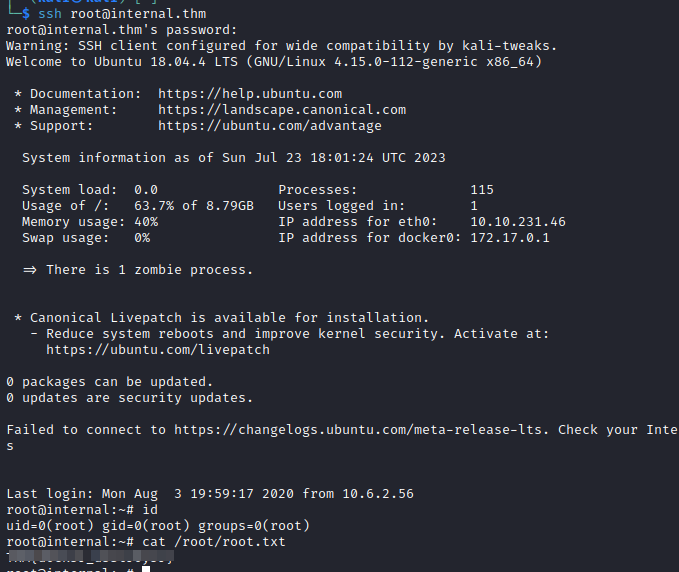 $ ssh root@internal.thm
root@internal.thm's password:
Warning: SSH client configured for wide compatibility by kali-tweaks.
Welcome to Ubuntu 18.04.4 LTS (GNU/Linux 4.15.0-112-generic x86_64)
* Documentation:  https://help.ubuntu.com
* Management:     https://landscape.canonical.com
* Support:        https://ubuntu.com/advantage
System information as of Sun Jul 23 18:01:24 UTC 2023
System load:  0.0               Processes:              115
Usage of /:   63.7% of 8.79GB   Users logged in:        1
Memory usage: 40%               IP address for eth0:    10.10.231.46
Swap usage:   0%                IP address for docker0: 172.17.0.1
=> There is 1 zombie process.
* Canonical Livepatch is available for installation.
- Reduce system reboots and improve kernel security. Activate at:
https://ubuntu.com/livepatch
0 packages can be updated.
0 updates are security updates.
Failed to connect to https://changelogs.ubuntu.com/meta-release-lts. Check your Inte
s
Last login: Mon Aug  3 19:59:17 2020 from 10.6.2.56
root@internal:~# id
uid=0(root) gid=0(root) groups=0(root)
root@internal:~# cat /root/root.txt
root@internal:~#